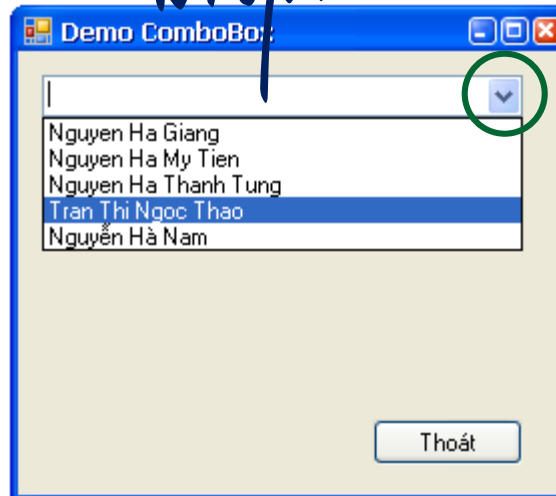 Demo ComboBox
Nguyen Ha Giang
Nguyen Ha My Tien
Nguyen Ha Thanh Tung
Tran Thi Ngoc Thao
Nguyễn Hà Nam
Thoát